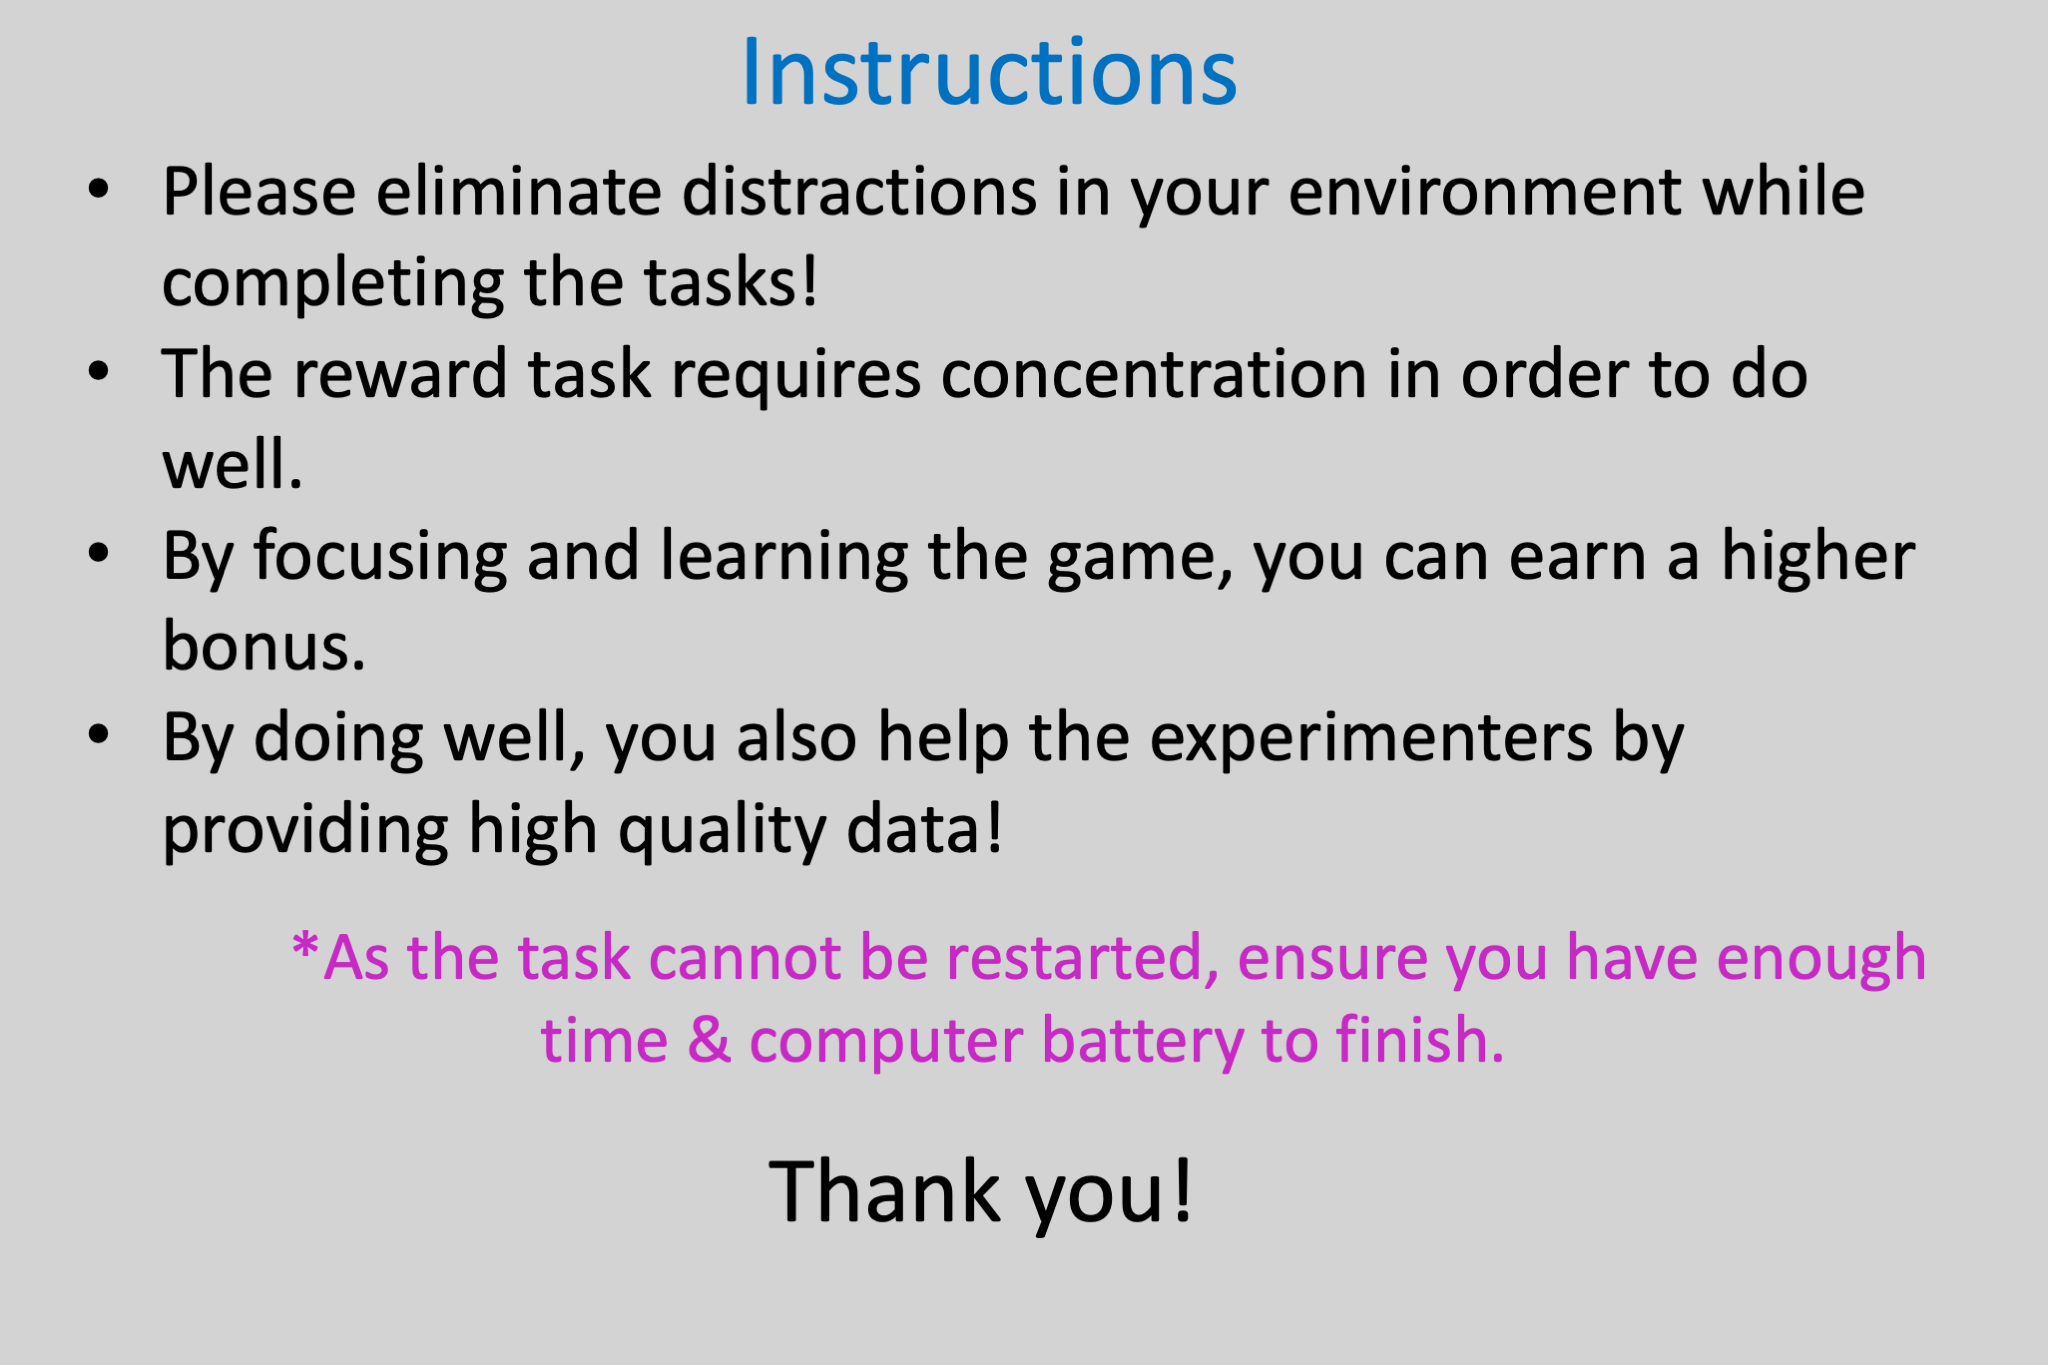 Instructions
• Please eliminate distractions in your environment while
completing the tasks!
• The reward task requires concentration in order to do
well.
• By focusing and learning the game, you can earn a higher
bonus.
• By doing well, you also help the experimenters by
providing high quality data!
*As the task cannot be restarted, ensure you have enough
time & computer battery to finish.
Thank you!